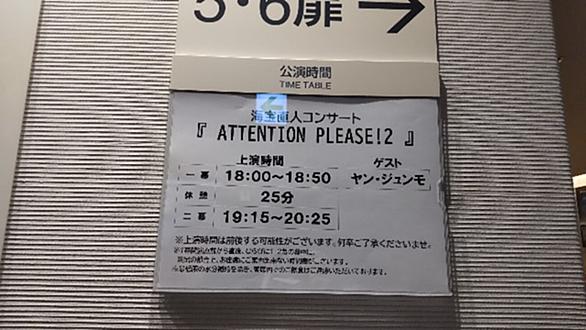 5・6扉 →
公演時間
TIME TABLE
海宝直人コンサート
『 ATTENTION PLEASE!2 』
上演時間 ゲスト
一幕 18:00〜18:50 ヤン・ジュンモ
休憩 25分
二幕 19:15〜20:25
※上演時間は前後する可能性がございます。何卒ご了承くださいませ。